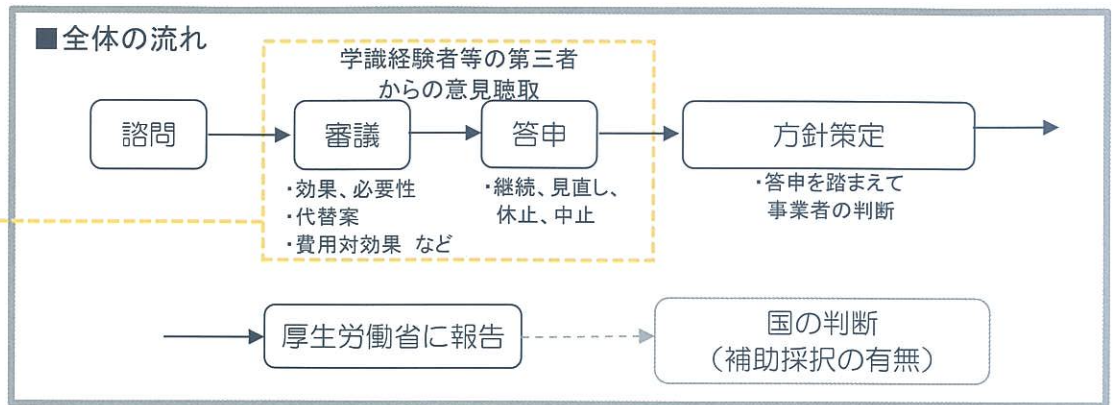 ■全体の流れ
学識経験者等の第三者
からの意見聴取
諮問
審議
答申
方針策定
・効果、必要性
・代替案
・費用対効果 など
・継続、見直し、
休止、中止
・答申を踏まえて
事業者の判断
厚生労働省に報告
国の判断
（補助採択の有無）